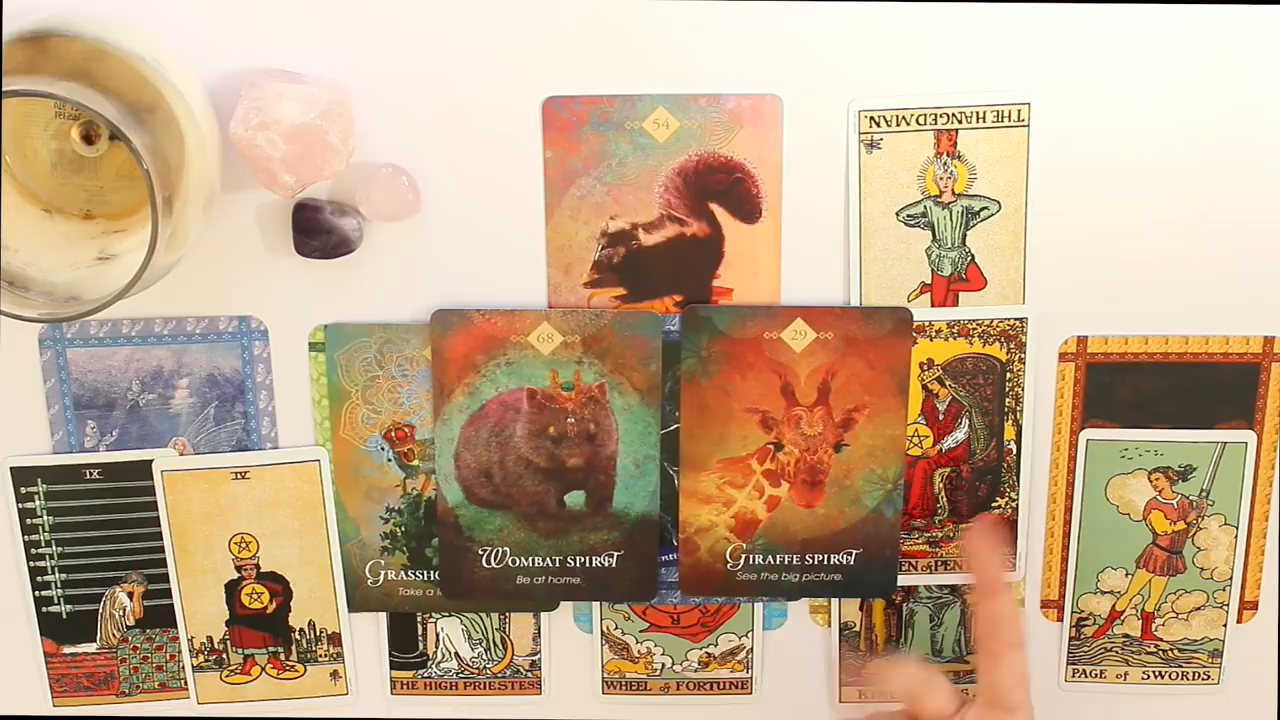 54
THE HANGED MAN.
68
29
WOMBAT SPIRIT
Be at home.
GIRAFFE SPIRIT
See the big picture.
Take a
IX
IV
THE HIGH PRIESTESS
WHEEL of FORTUNE
PAGE of SWORDS.